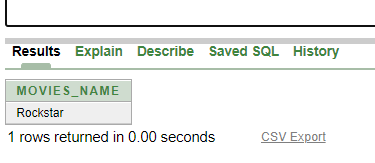 Results Explain Describe Saved SQL History
MOVIES_NAME
Rockstar
1 rows returned in 0.00 seconds CSV Export